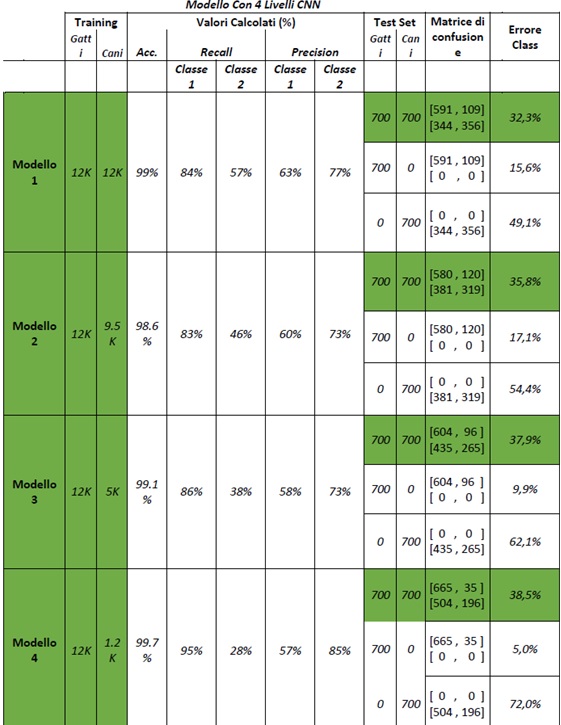 Modello Con 4 Livelli CNN
Training Valori Calcolati (%) Test Set Matrice di confusion e Errore Class
Gatt i Cani Acc. Recall Precision Gatt i Can i
Classe 1 Classe 2 Classe 1 Classe 2
Modello 1 12K 12K 99% 84% 57% 63% 77%
700 700 [591 , 109] [344 , 356] 32,3%
700 0 [591 , 109] [ 0 , 0 ] 15,6%
0 700 [ 0 , 0 ] [344 , 356] 49,1%
Modello 2 12K 9.5 K 98.6 % 83% 46% 60% 73%
700 700 [580 , 120] [381 , 319] 35,8%
700 0 [580 , 120] [ 0 , 0 ] 17,1%
0 700 [ 0 , 0 ] [381 , 319] 54,4%
Modello 3 12K 5K 99.1 % 86% 38% 58% 73%
700 700 [604 , 96 ] [435 , 265] 37,9%
700 0 [604 , 96 ] [ 0 , 0 ] 9,9%
0 700 [ 0 , 0 ] [435 , 265] 62,1%
Modello 4 12K 1.2 K 99.7 % 95% 28% 57% 85%
700 700 [665 , 35 ] [504 , 196] 38,5%
700 0 [665 , 35 ] [ 0 , 0 ] 5,0%
0 700 [ 0 , 0 ] [504 , 196] 72,0%